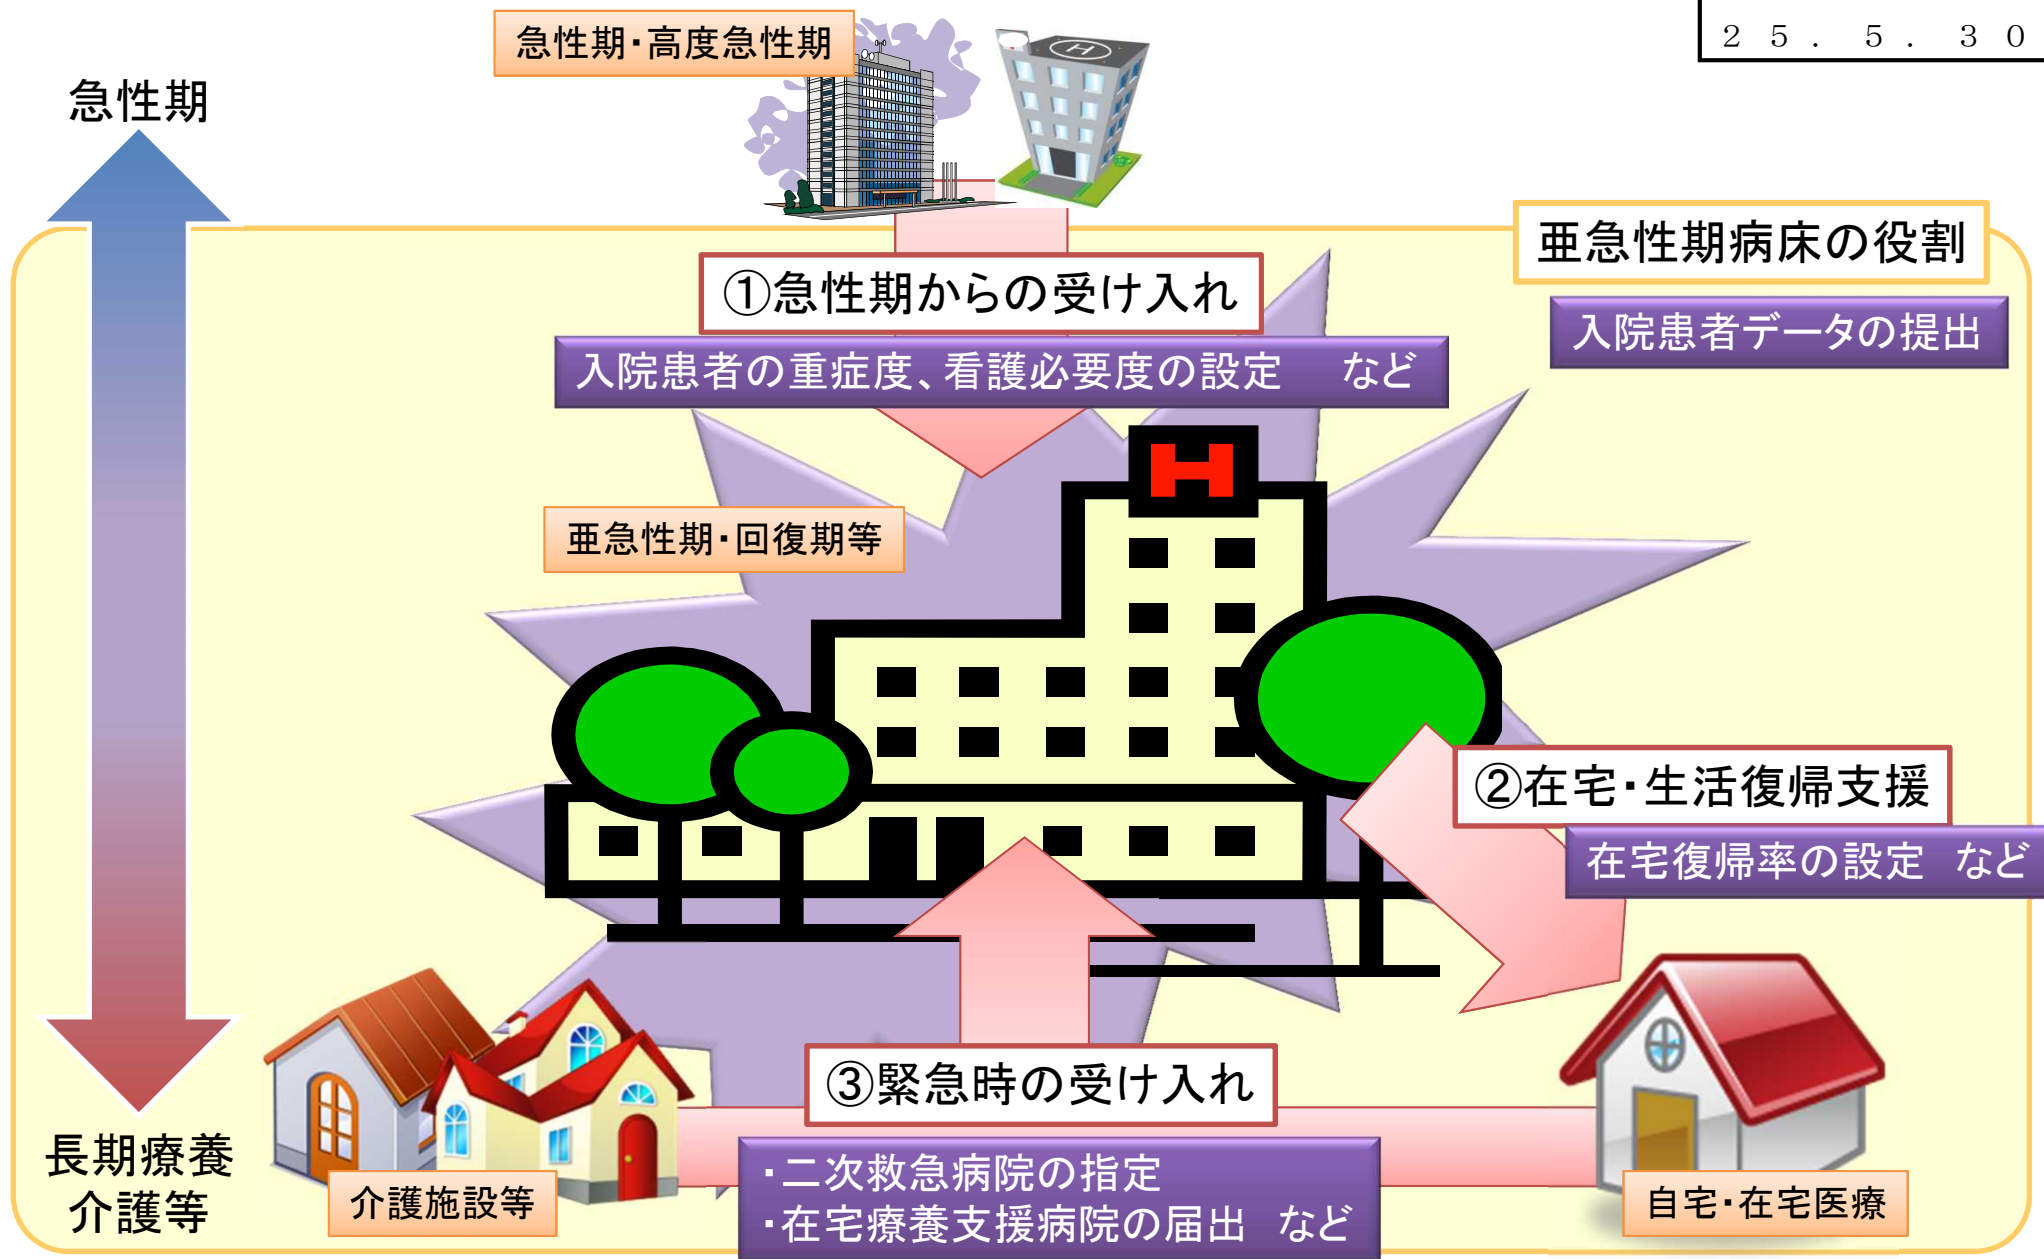 急性期・高度急性期
２５．５．３０
急性期
亜急性期病床の役割
①急性期からの受け入れ
入院患者データの提出
入院患者の重症度、看護必要度の設定　など
H
亜急性期・回復期等
②在宅・生活復帰支援
在宅復帰率の設定　など
③緊急時の受け入れ
長期療養
介護等
・二次救急病院の指定
・在宅療養支援病院の届出　など
介護施設等
自宅・在宅医療